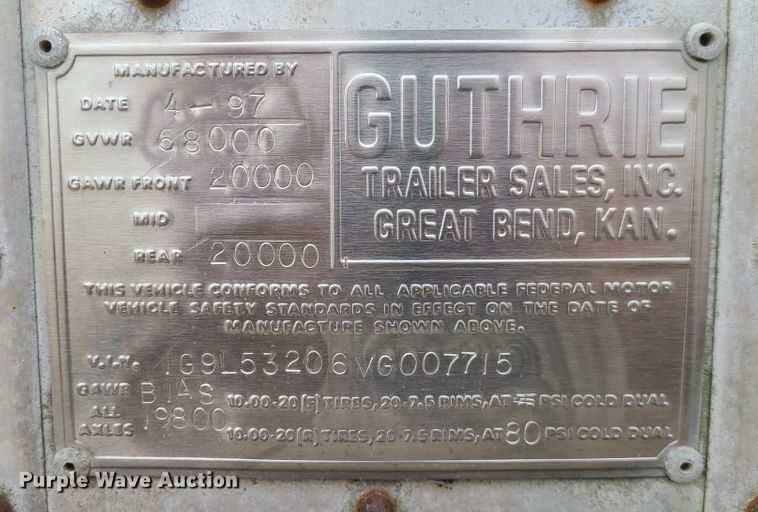 MANUFACTURED BY
DATE 4-97
GVWR 68000
GAWR FRONT 20000
MID
REAR 20000
GUTHRIE
TRAILER SALES, INC.
GREAT BEND, KAN.
THIS VEHICLE CONFORMS TO ALL APPLICABLE FEDERAL MOTOR
VEHICLE SAFETY STANDARDS IN EFFECT ON THE DATE OF
MANUFACTURE SHOWN ABOVE.
V.I.N. 1G9L53206VG007715
GAWR BIAS 10.00-20(F) TIRES, 20-7.5 RIMS, AT 75 PSI COLD DUAL
ALL 19800
AXLES 10.00-20(R) TIRES, 20-7.5 RIMS, AT 80 PSI COLD DUAL
Purple Wave Auction